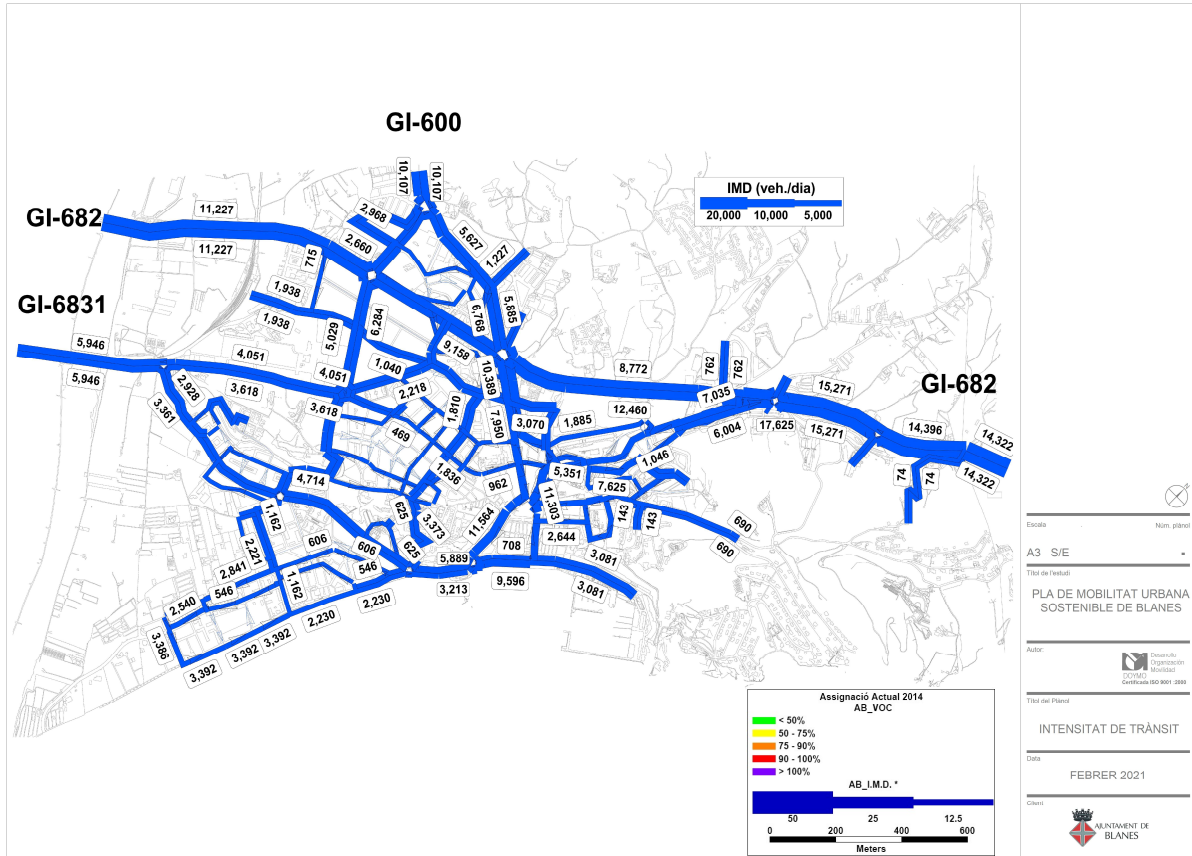 GI-600
10,107
10,107
IMD (veh./dia)
20,000 10,000 5,000
GI-682
11,227
11,227
2,968
2,660
5,627
1,227
715
GI-6831
1,938
1,938
5,029
6,284
6,768
5,885
5,946
5,946
4,051
4,051
9,158
10,389
8,772
762
762
GI-682
2,928
3,618
3,618
1,040
2,218
1,810
7,950
3,070
1,885
12,460
7,035
15,271
6,004
17,625
15,271
14,396
14,322
14,322
3,361
469
1,836
962
5,351
1,046
7,625
74
74
4,714
1,162
625
3,373
11,564
11,303
143
143
690
690
2,221
2,841
606
606
625
708
2,644
5,889
3,081
546
546
2,540
1,162
2,230
2,230
3,213
9,596
3,081
3,388
3,392
3,392
3,392
Assignació Actual 2014
AB_VOC
< 50%
50 - 75%
75 - 90%
90 - 100%
> 100%
AB_I.M.D. *
50 25 12.5
0 200 400 600
Meters
Escala
Núm. plànol
A3 S/E
-
Títol de l'estudi
PLA DE MOBILITAT URBANA
SOSTENIBLE DE BLANES
Autor:
DOYMO
Desarrollo
Organización
Movilidad
Certificada ISO 9001 :2000
Títol del Plànol
INTENSITAT DE TRÀNSIT
Data
FEBRER 2021
Client
AJUNTAMENT DE
BLANES